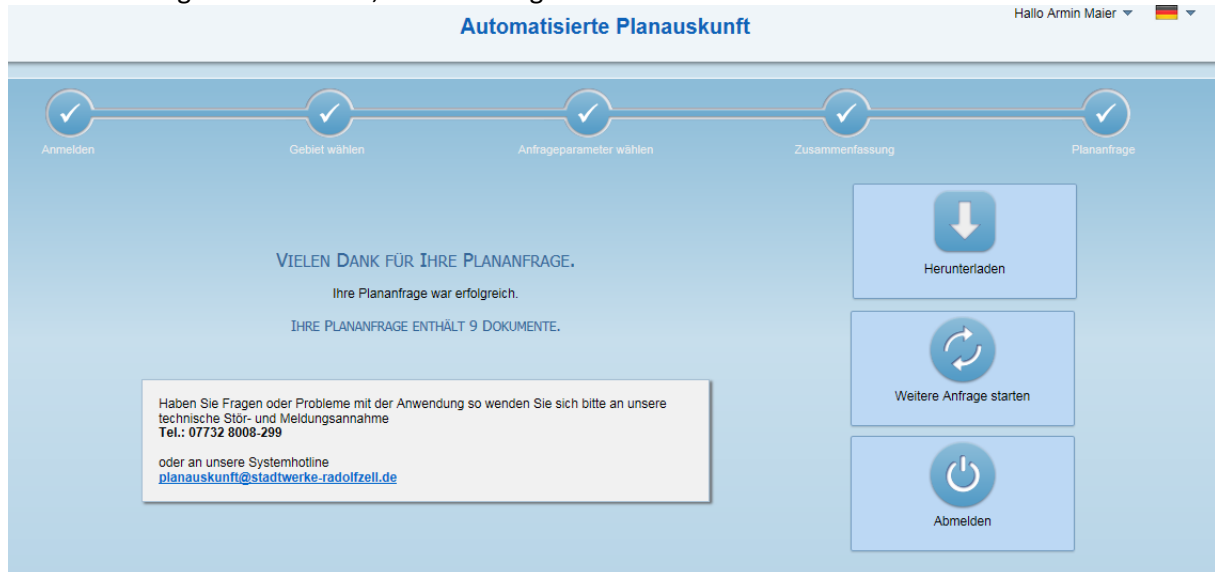 Automatisierte Planauskunft
Hallo Armin Maier
Anmelden
Gebiet wählen
Anfrageparameter wählen
Zusammenfassung
Plananfrage
VIELEN DANK FÜR IHRE PLANANFRAGE.
Ihre Plananfrage war erfolgreich.
IHRE PLANANFRAGE ENTHÄLT 9 DOKUMENTE.
Haben Sie Fragen oder Probleme mit der Anwendung so wenden Sie sich bitte an unsere
technische Stör- und Meldungsannahme
Tel.: 07732 8008-299
oder an unsere Systemhotline
planauskunft@stadtwerke-radolfzell.de
Herunterladen
Weitere Anfrage starten
Abmelden